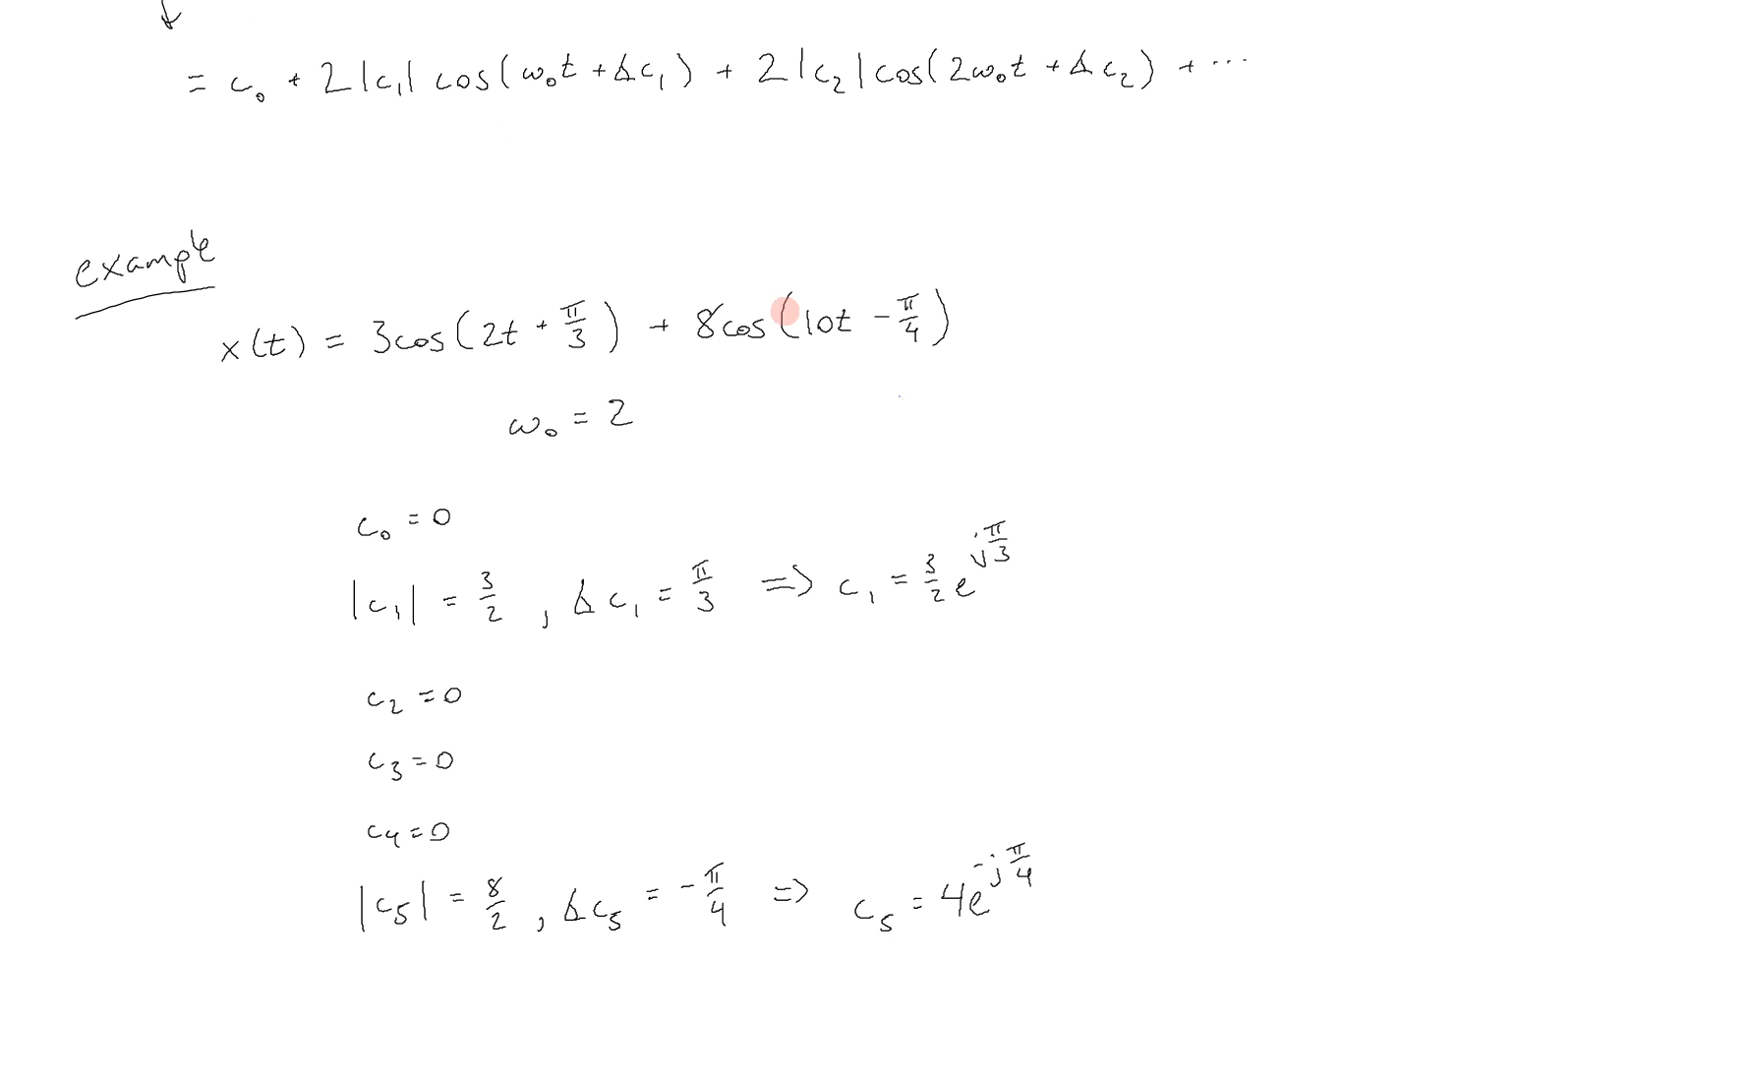 = c₀ + 2|c₁| cos(ω₀t + ∡c₁) + 2|c₂| cos(2ω₀t + ∡c₂) + ⋯
example
x(t) = 3cos(2t + π/3) + 8cos(10t - π/4)
ω₀ = 2
c₀ = 0
|c₁| = 3/2 , ∡c₁ = π/3 => c₁ = 3/2 e^(jπ/3)
c₂ = 0
c₃ = 0
c₄ = 0
|c₅| = 8/2 , ∡c₅ = -π/4 => c₅ = 4e^(-jπ/4)